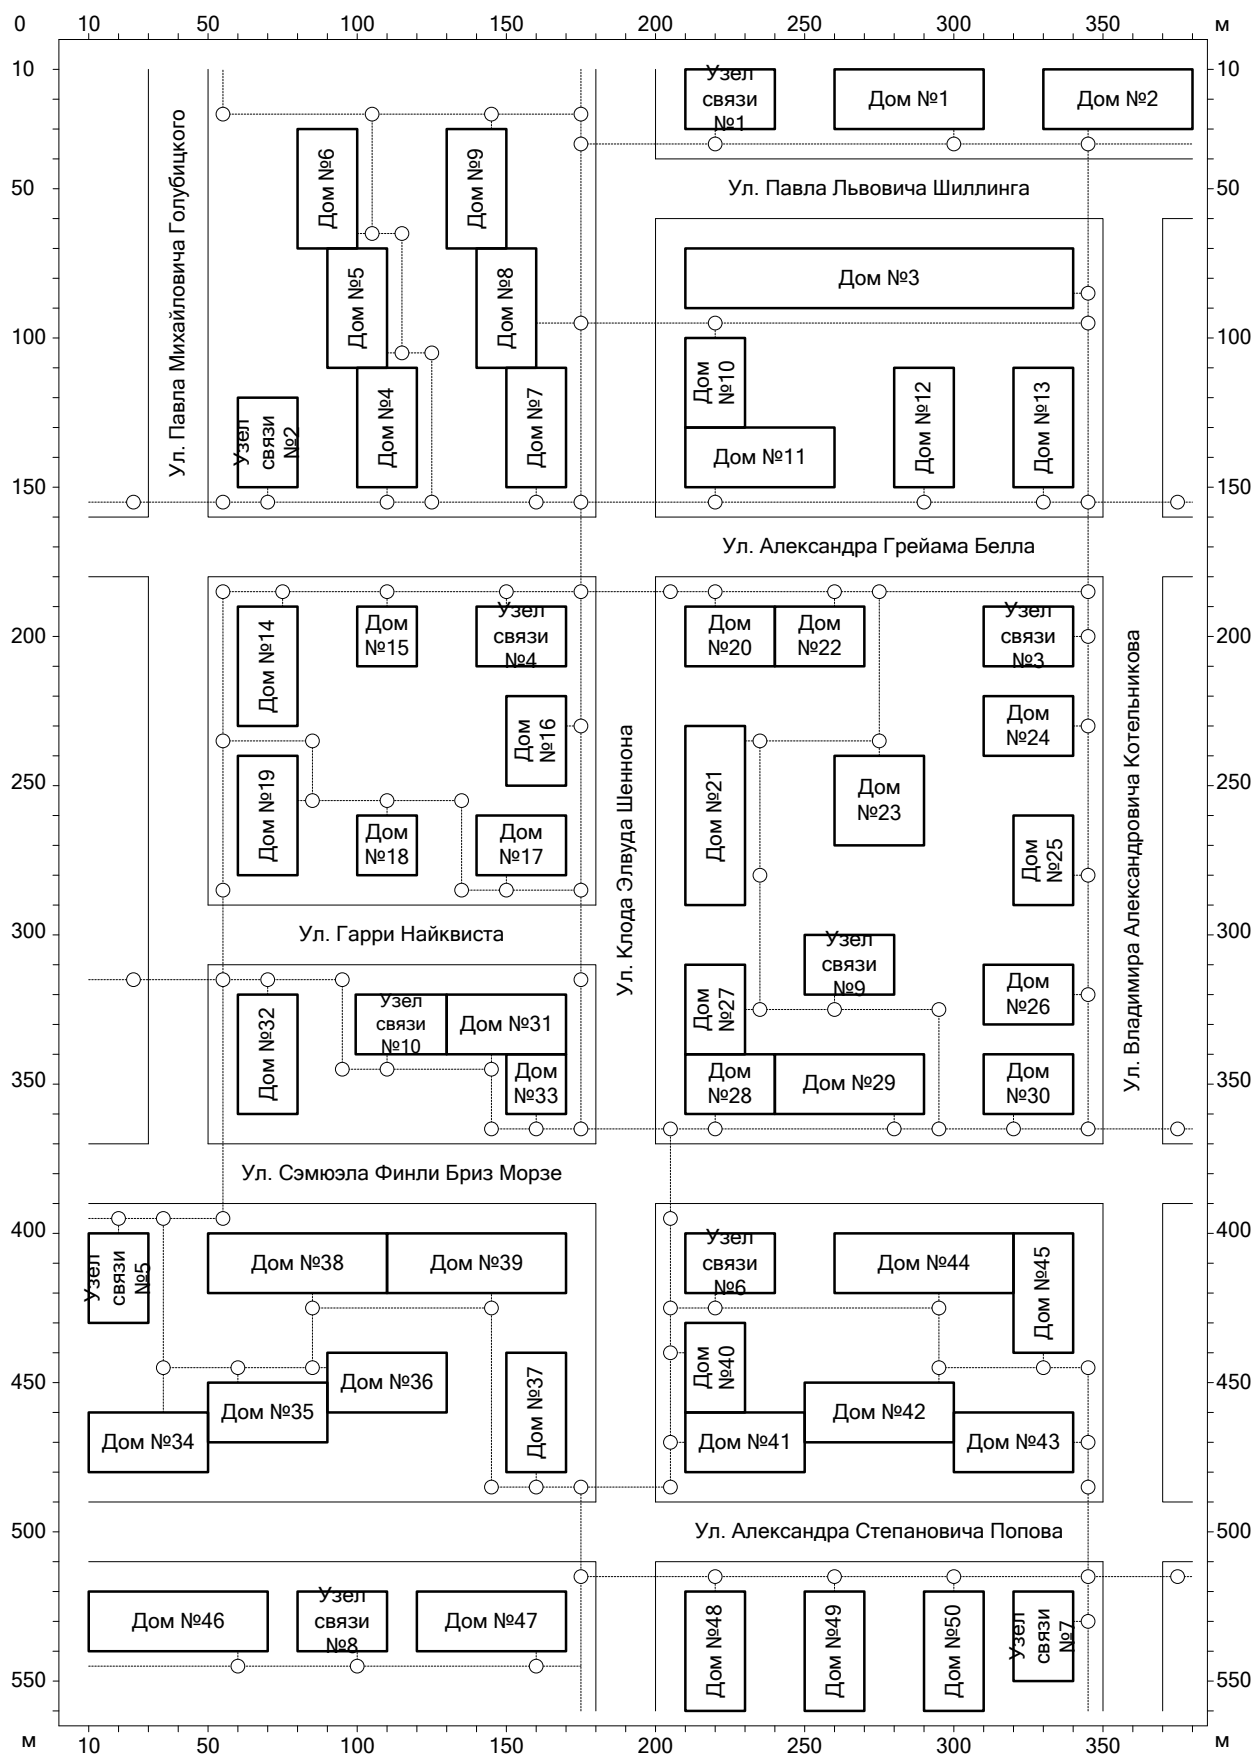 0 10 50 100 150 200 250 300 350 м
10 Узел Дом №1 Дом №2 10
связи
№1
Ул. Павла Михайловича Голубицкого
Дом №6
Дом №9
50 Ул. Павла Львовича Шиллинга 50
Дом №5
Дом №8
Дом №3
100 100
Узел
связи
№2
Дом №4
Дом №7
Дом
№10
Дом №11
Дом №12
Дом №13
150 150
Ул. Александра Грейама Белла
Дом №14
Дом
№15
Узел
связи
№4
Дом
№20
Дом
№22
Узел
связи
№3
200 200
Дом
№16
Ул. Клода Элвуда Шеннона
Дом
№24
Ул. Владимира Александровича Котельникова
250 250
Дом №19
Дом
№18
Дом
№17
Дом №21
Дом
№23
Дом
№25
300 Ул. Гарри Найквиста 300
Узел
связи
№9
Дом №32
Узел
связи
№10
Дом №31
Дом
№27
Дом
№26
350 350
Дом
№33
Дом
№28
Дом №29
Дом
№30
Ул. Сэмюэла Финли Бриз Морзе
400 400
Узел
связи
№5
Дом №38
Дом №39
Узел
связи
№6
Дом №44
Дом №45
450 450
Дом №34
Дом №35
Дом №36
Дом №37
Дом
№40
Дом №41
Дом №42
Дом №43
500 Ул. Александра Степановича Попова 500
Дом №46
Узел
связи
№8
Дом №47
Дом №48
Дом №49
Дом №50
Узел
связи
№7
550 550
м 10 50 100 150 200 250 300 350 м